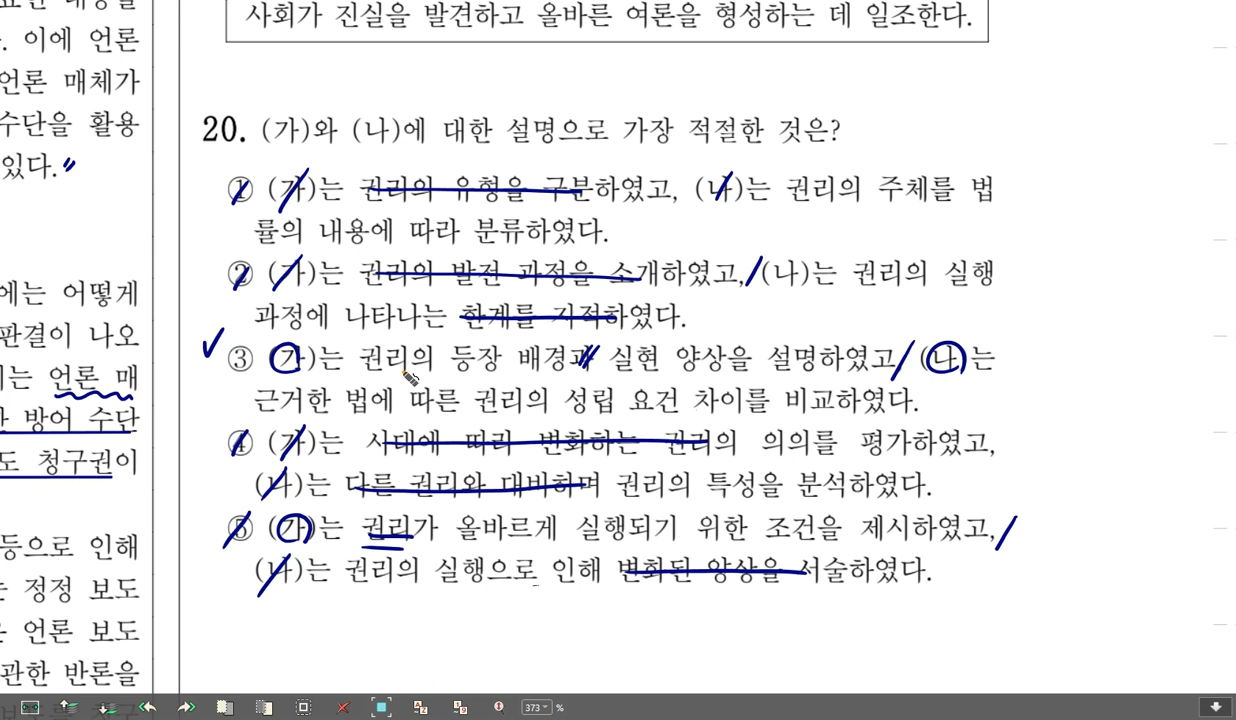 요한 내용을
사회가 진실을 발견하고 올바른 여론을 형성하는 데 일조한다.
. 이에 언론
언론 매체가
수단을 활용
있다.
20. (가)와 (나)에 대한 설명으로 가장 적절한 것은?
① (가)는 권리의 유형을 구분하였고, (나)는 권리의 주체를 법
률의 내용에 따라 분류하였다.
② (가)는 권리의 발견 과정을 소개하였고, (나)는 권리의 실행
과정에 나타나는 한계를 지적하였다.
에는 어떻게
판결이 나오
는 언론 매
방어 수단
도 청구권이
③ (가)는 권리의 등장 배경과 실현 양상을 설명하였고, (나)는
근거한 법에 따른 권리의 성립 요건 차이를 비교하였다.
④ (가)는 시대에 따라 변화하는 권리의 의의를 평가하였고,
(나)는 다른 권리와 대비하며 권리의 특성을 분석하였다.
⑤ (가)는 권리가 올바르게 실행되기 위한 조건을 제시하였고,
(나)는 권리의 실행으로 인해 변화된 양상을 서술하였다.
등으로 인해
정정 보도
언론 보도
관한 반론을
373 %